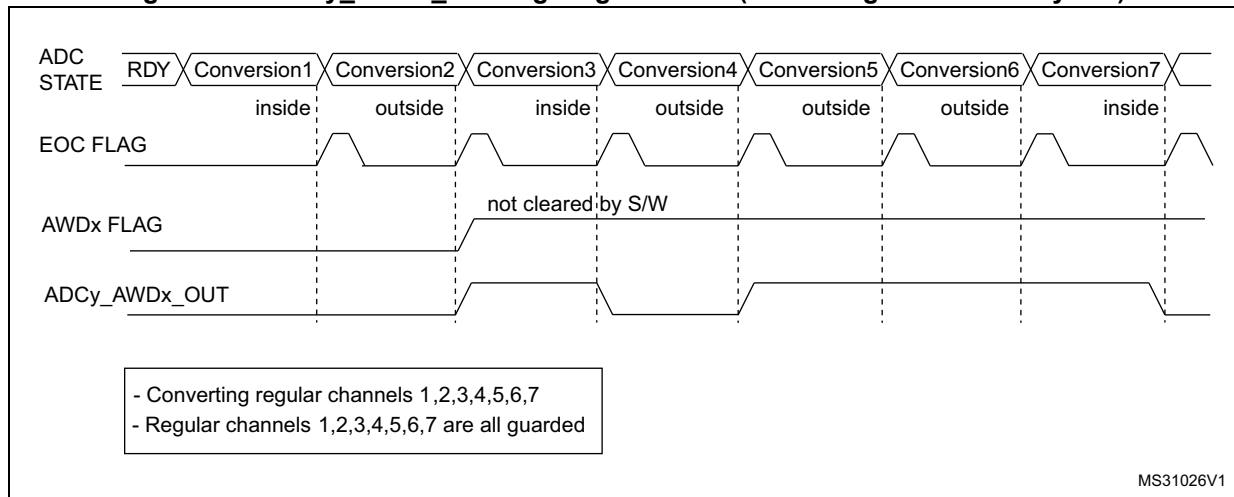 ADC
STATE
RDY Conversion1 Conversion2 Conversion3 Conversion4 Conversion5 Conversion6 Conversion7
inside outside inside outside outside outside inside
EOC FLAG
not cleared by S/W
AWDx FLAG
ADCy_AWDx_OUT
- Converting regular channels 1,2,3,4,5,6,7
- Regular channels 1,2,3,4,5,6,7 are all guarded
MS31026V1